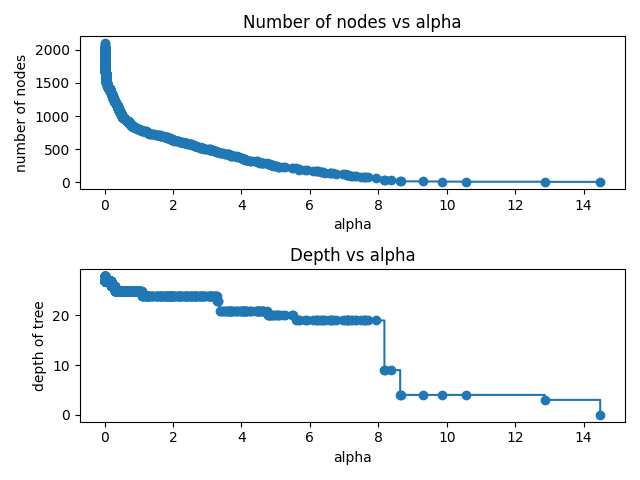 Number of nodes vs alpha
2000
1500
1000
500
0
number of nodes
0 2 4 6 8 10 12 14
alpha
Depth vs alpha
20
10
0
depth of tree
0 2 4 6 8 10 12 14
alpha